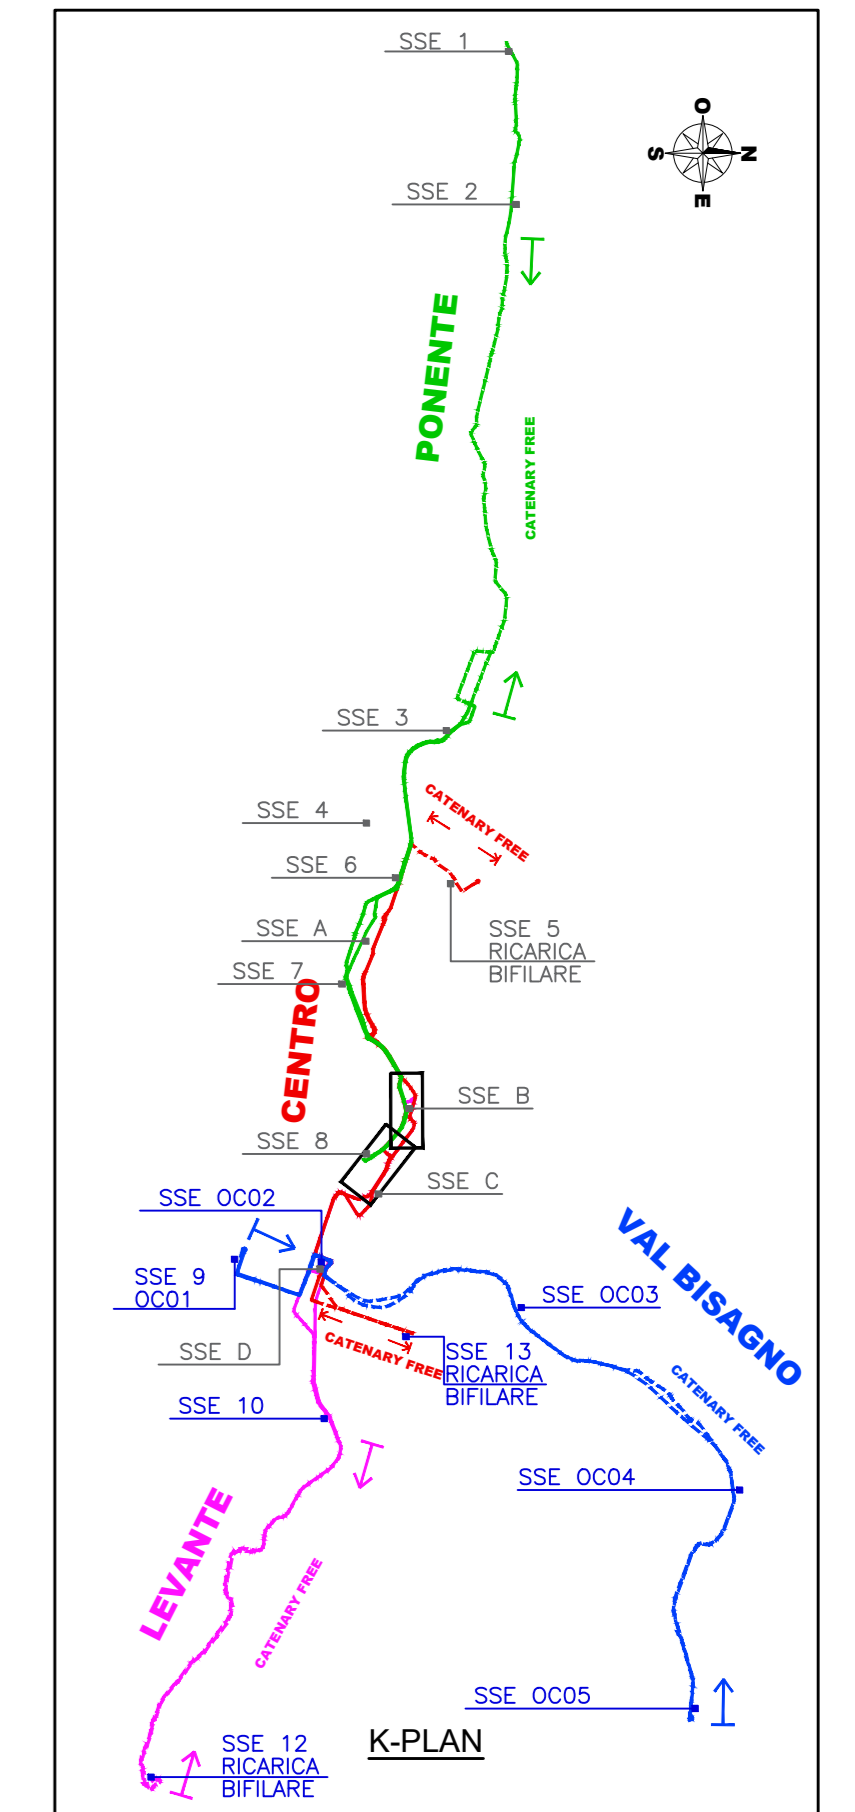 SSE 1
O
S
N
E
SSE 2
PONENTE
CATENARY FREE
SSE 3
CATENARY FREE
SSE 4
SSE 6
SSE A
SSE 5
RICARICA
BIFILARE
SSE 7
CENTRO
SSE B
SSE 8
SSE C
SSE OC02
VAL BISAGNO
SSE 9
OC01
SSE OC03
CATENARY FREE
SSE D
SSE 13
RICARICA
BIFILARE
CATENARY FREE
SSE 10
SSE OC04
LEVANTE
CATENARY FREE
SSE OC05
K-PLAN
SSE 12
RICARICA
BIFILARE